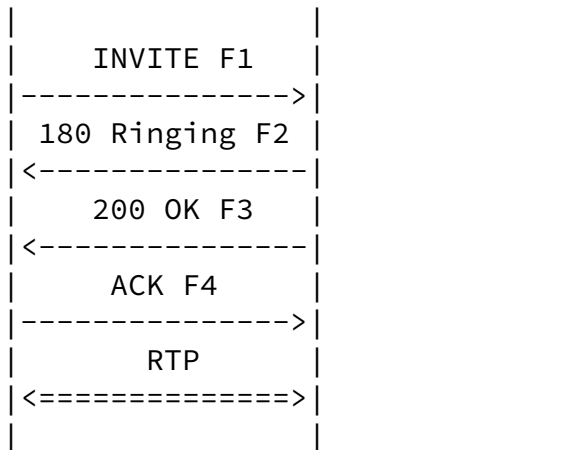 |                |
|    INVITE F1   |
|--------------->|
| 180 Ringing F2 |
|<---------------|
|    200 OK F3   |
|<---------------|
|     ACK F4     |
|--------------->|
|       RTP      |
|<==============>|
|                |